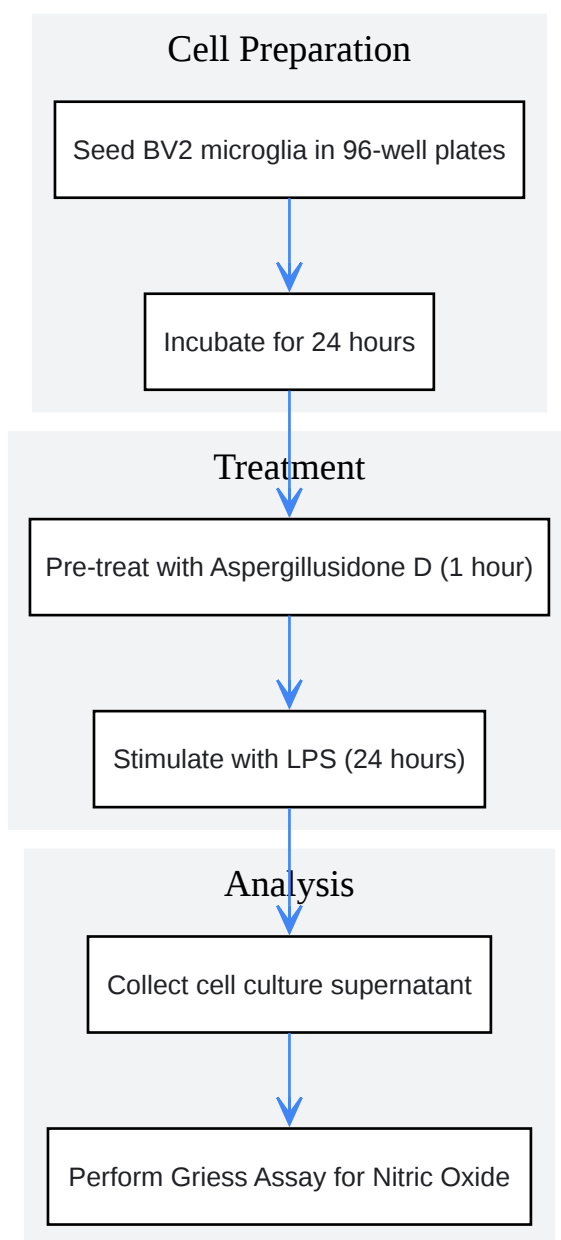 Cell Preparation
Seed BV2 microglia in 96-well plates
Incubate for 24 hours
Treatment
Pre-treat with Aspergillusidone D (1 hour)
Stimulate with LPS (24 hours)
Analysis
Collect cell culture supernatant
Perform Griess Assay for Nitric Oxide